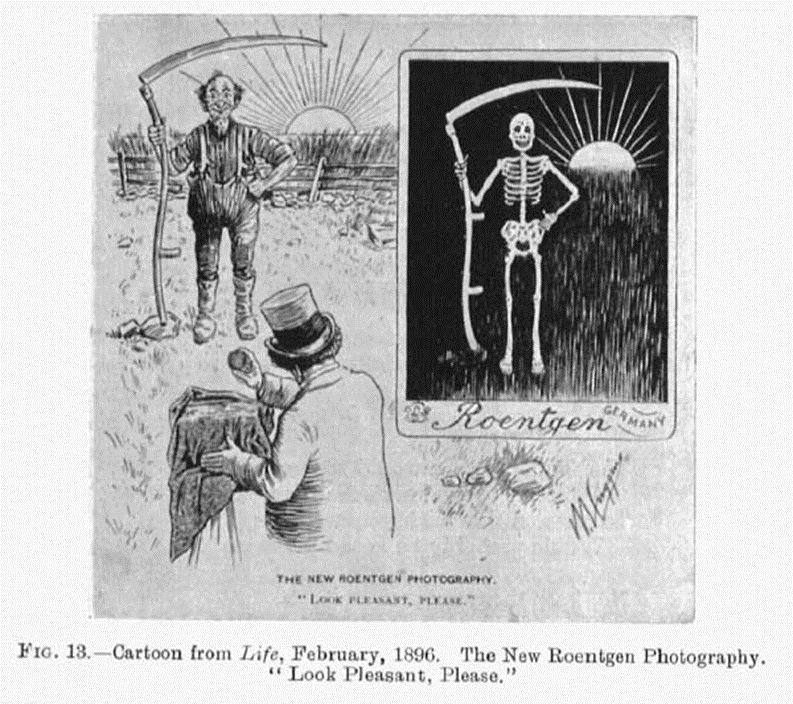 Roentgen
GERMANY
THE NEW ROENTGEN PHOTOGRAPHY.
"LOOK PLEASANT, PLEASE."
FIG. 13.—Cartoon from Life, February, 1896. The New Roentgen Photography.
"Look Pleasant, Please."